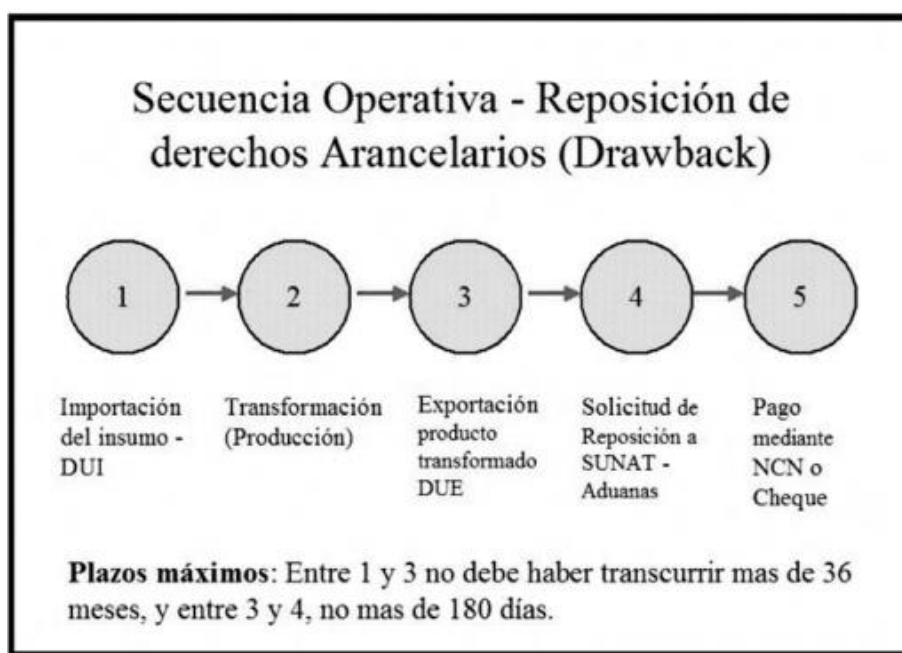 Secuencia Operativa - Reposición de
derechos Arancelarios (Drawback)
1
2
3
4
5
Importación
del insumo -
DUI
Transformación
(Producción)
Exportación
producto
transformado
DUE
Solicitud de
Reposición a
SUNAT -
Aduanas
Pago
mediante
NCN o
Cheque
Plazos máximos: Entre 1 y 3 no debe haber transcurrir mas de 36
meses, y entre 3 y 4, no mas de 180 días.